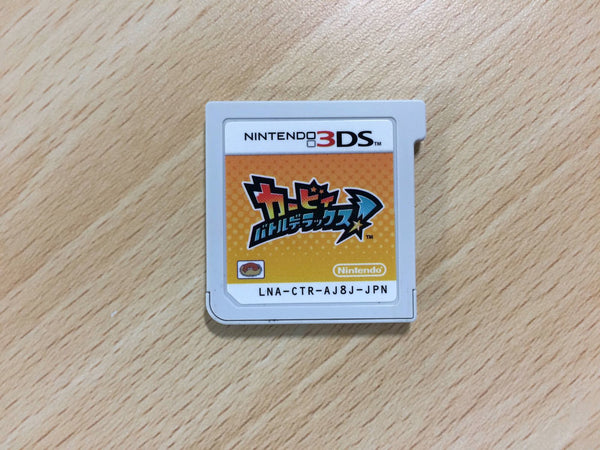 NINTENDO 3DS™
カービィ
バトルデラックス!
™
Nintendo
LNA-CTR-AJ8J-JPN